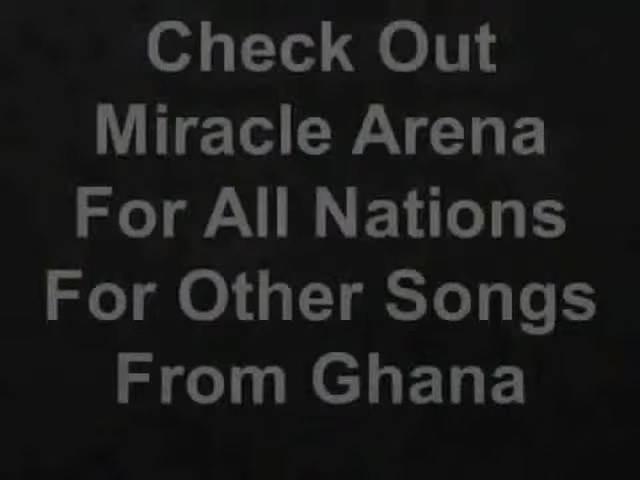 Check Out
Miracle Arena
For All Nations
For Other Songs
From Ghana